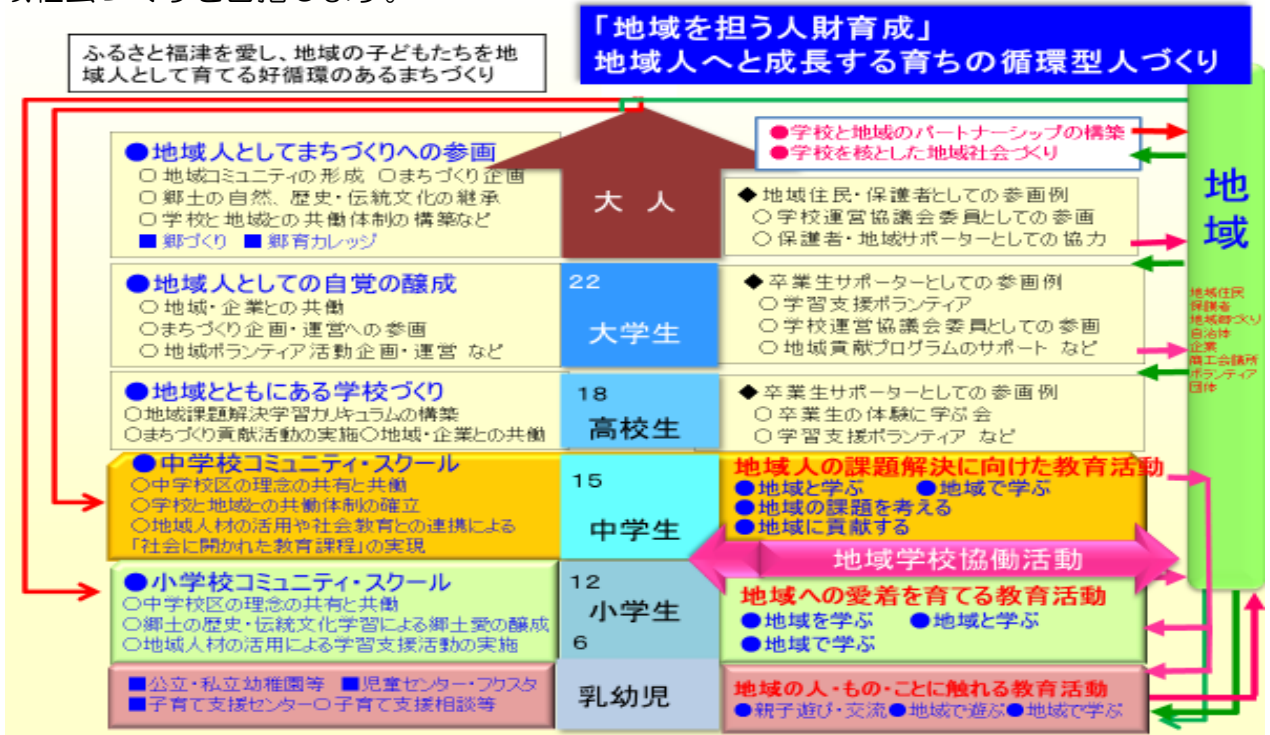 「地域を担う人財育成」
地域人へと成長する育ちの循環型人づくり
ふるさと福津を愛し、地域の子どもたちを地
域人として育てる好循環のあるまちづくり
●学校と地域のパートナーシップの構築
●学校を核とした地域社会づくり
地域
地域住民
保護者
地域郷づくり
自治体
企業
商工会議所
ボランティア
団体
●地域人としてまちづくりへの参画
○地域コミュニティの形成 ○まちづくり企画
○郷土の自然、歴史・伝統文化の継承
○学校と地域との共働体制の構築など
■郷づくり ■郷育カレッジ
大 人
◆地域住民・保護者としての参画例
○学校運営協議会委員としての参画
○保護者・地域サポーターとしての協力
●地域人としての自覚の醸成
○地域・企業との共働
○まちづくり企画・運営への参画
○地域ボランティア活動企画・運営 など
22
大学生
◆卒業生サポーターとしての参画例
○学習支援ボランティア
○学校運営協議会委員としての参画
○地域貢献プログラムのサポート など
●地域とともにある学校づくり
○地域課題解決学習カリキュラムの構築
○まちづくり貢献活動の実施○地域・企業との共働
18
高校生
◆卒業生サポーターとしての参画例
○卒業生の体験に学ぶ会
○学習支援ボランティア など
●中学校コミュニティ・スクール
○中学校区の理念の共有と共働
○学校と地域との共働体制の確立
○地域人材の活用や社会教育との連携による
「社会に開かれた教育課程」の実現
15
中学生
地域人の課題解決に向けた教育活動
●地域と学ぶ ●地域で学ぶ
●地域の課題を考える
●地域に貢献する
地域学校協働活動
●小学校コミュニティ・スクール
○中学校区の理念の共有と共働
○郷土の歴史・伝統文化学習による郷土愛の醸成
○地域人材の活用による学習支援活動の実施
12
小学生
6
地域への愛着を育てる教育活動
●地域を学ぶ ●地域と学ぶ
●地域で学ぶ
■公立・私立幼稚園等 ■児童センター・フクスタ
■子育て支援センター○子育て支援相談等
乳幼児
地域の人・もの・ことに触れる教育活動
●親子遊び・交流●地域で遊ぶ●地域で学ぶ